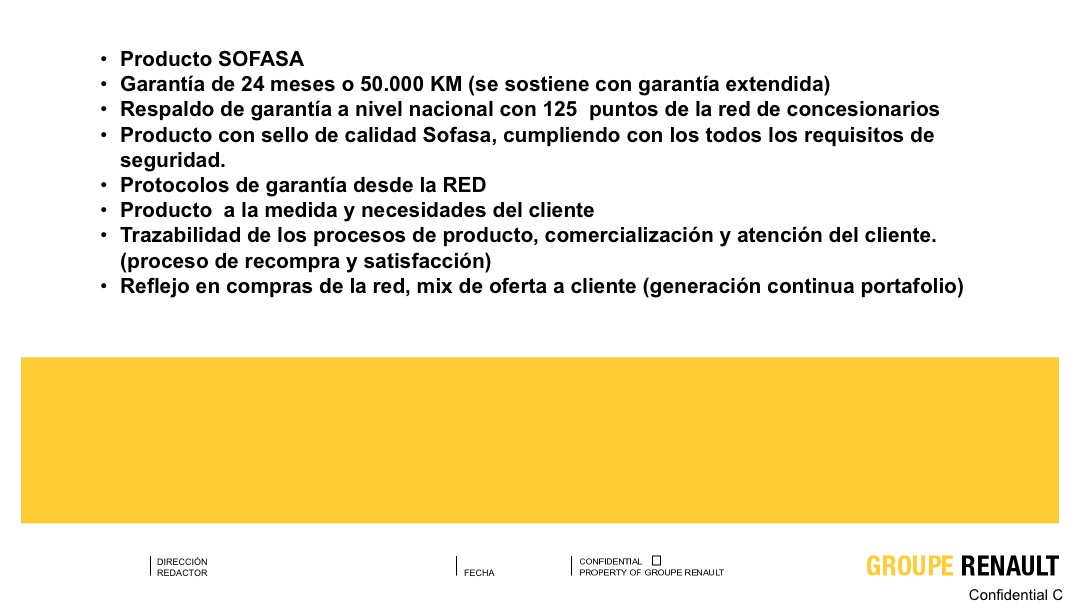 • Producto SOFASA
• Garantía de 24 meses o 50.000 KM (se sostiene con garantía extendida)
• Respaldo de garantía a nivel nacional con 125  puntos de la red de concesionarios
• Producto con sello de calidad Sofasa, cumpliendo con los todos los requisitos de
seguridad.
• Protocolos de garantía desde la RED
• Producto  a la medida y necesidades del cliente
• Trazabilidad de los procesos de producto, comercialización y atención del cliente.
(proceso de recompra y satisfacción)
• Reflejo en compras de la red, mix de oferta a cliente (generación continua portafolio)
DIRECCIÓN
REDACTOR
FECHA
CONFIDENTIAL ☐
PROPERTY OF GROUPE RENAULT
GROUPE RENAULT
Confidential C